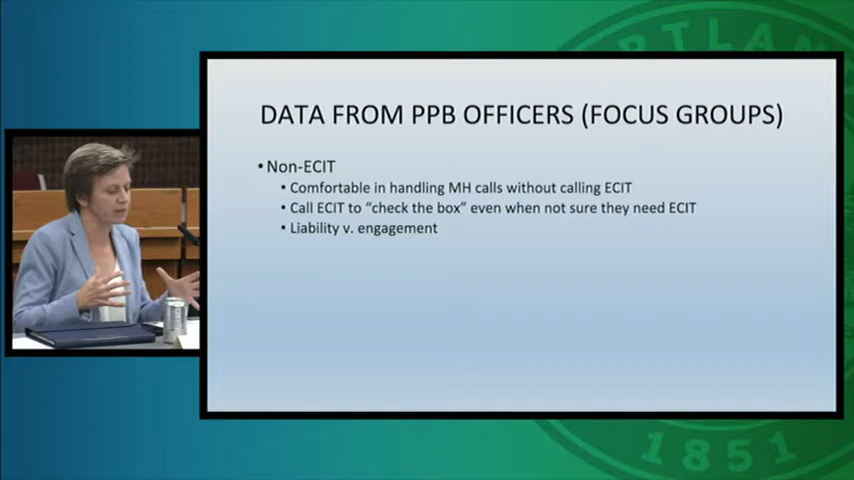 PORTLAND
DATA FROM PPB OFFICERS (FOCUS GROUPS)
• Non-ECIT
• Comfortable in handling MH calls without calling ECIT
• Call ECIT to “check the box” even when not sure they need ECIT
• Liability v. engagement
1851